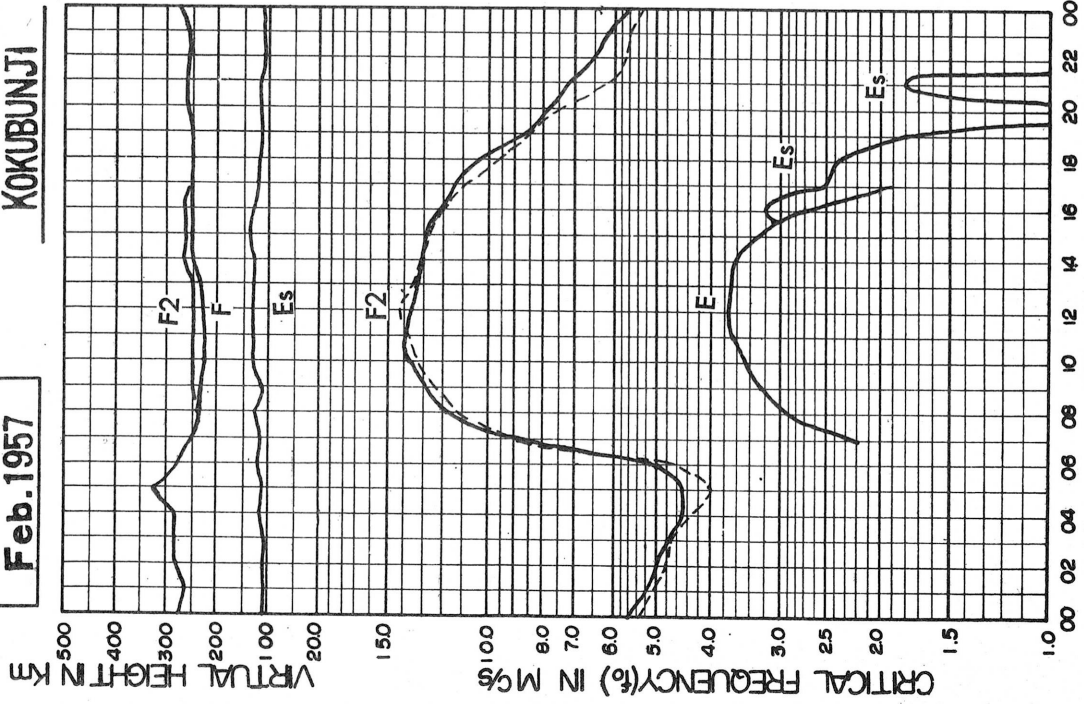 Feb.1957
KOKUBUNJI
VIRTUAL HEIGHT IN Km
500
400
300
200
100
F2
F
Es
CRITICAL FREQUENCY(fo) IN MC/S
20.0
15.0
10.0
8.0
7.0
6.0
5.0
4.0
3.0
2.5
2.0
1.5
1.0
F2
E
Es
Es
00 02 04 06 08 10 12 14 16 18 20 22 00